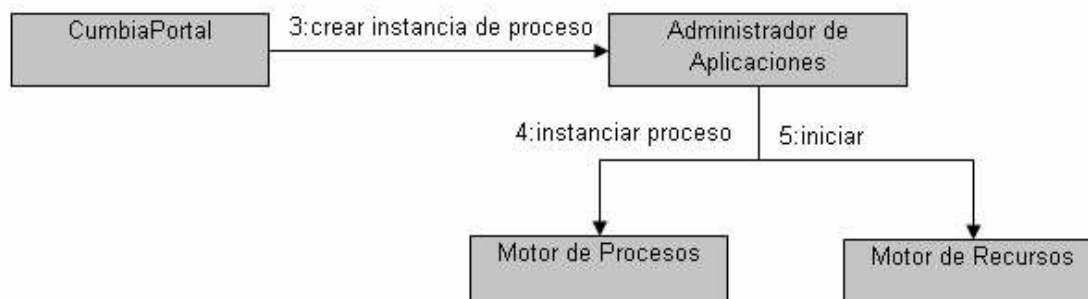 CumbiaPortal
3:crear instancia de proceso
Administrador de
Aplicaciones
4:instanciar proceso
5:iniciar
Motor de Procesos
Motor de Recursos